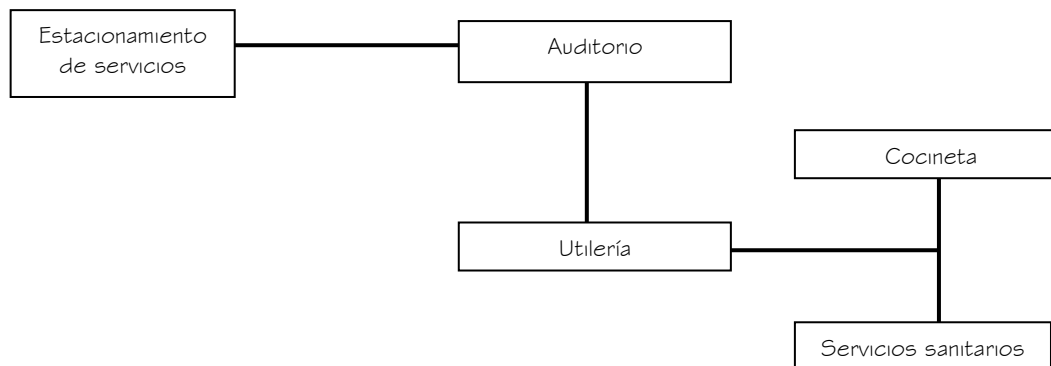 Estacionamiento
de servicios
Auditorio
Cocineta
Utilería
Servicios sanitarios